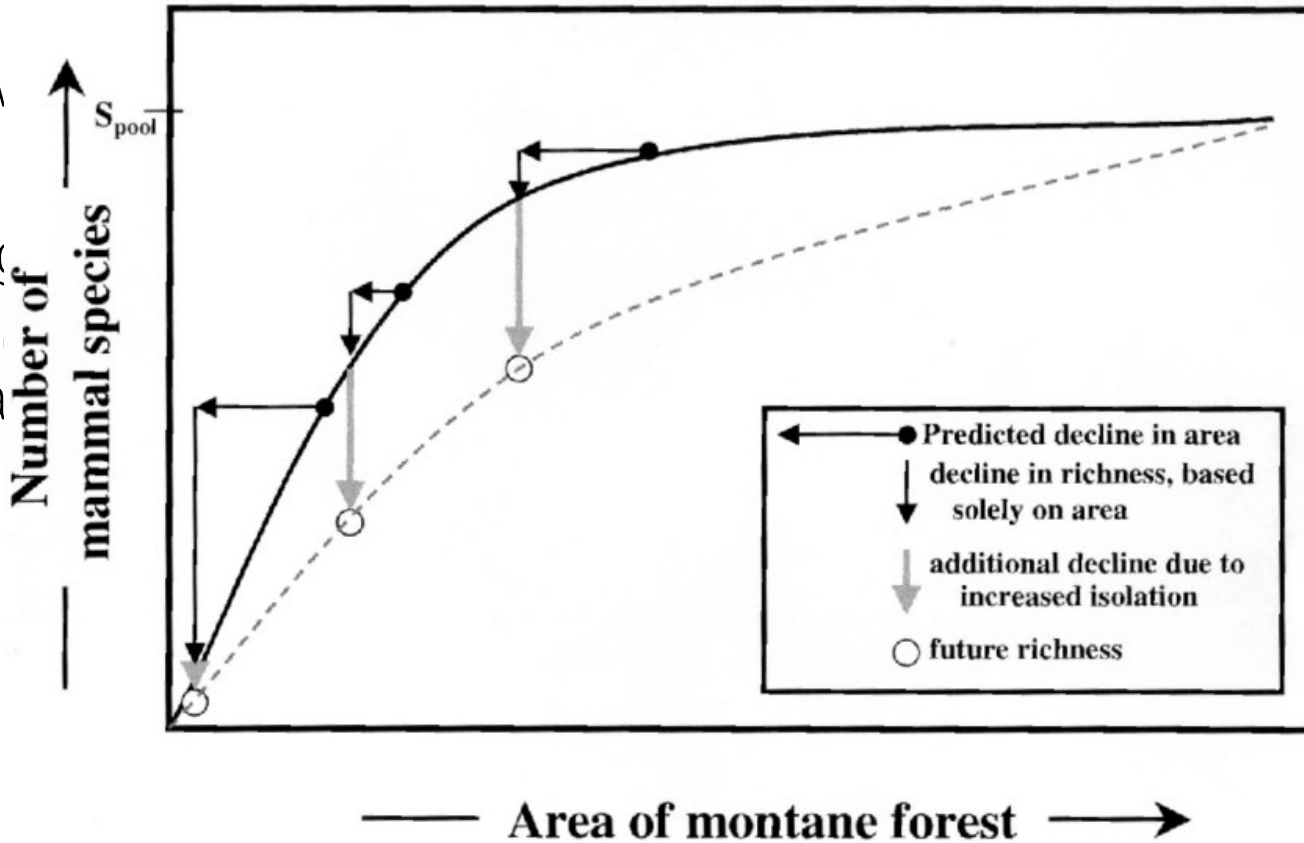 S_pool
Number of
mammal species
Predicted decline in area
decline in richness, based
solely on area
additional decline due to
increased isolation
future richness
Area of montane forest